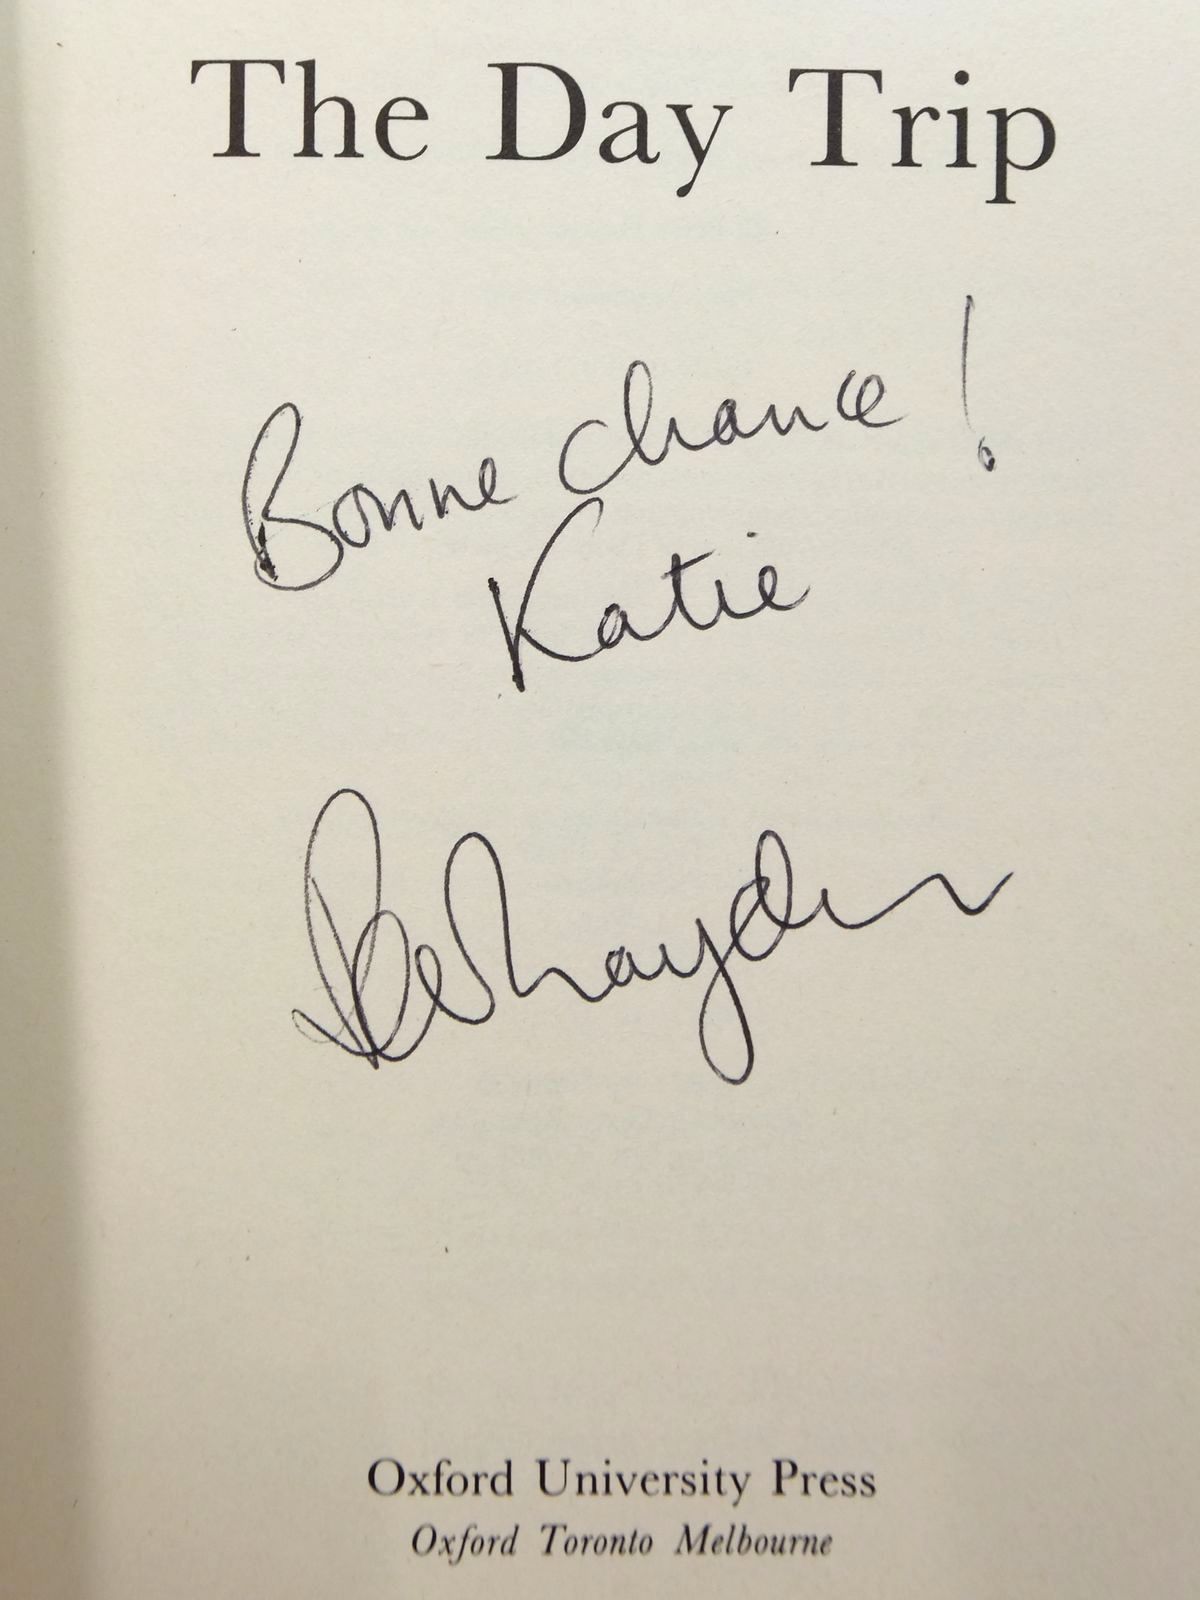 The Day Trip
Bonne chance!
Katie
Oxford University Press
Oxford Toronto Melbourne